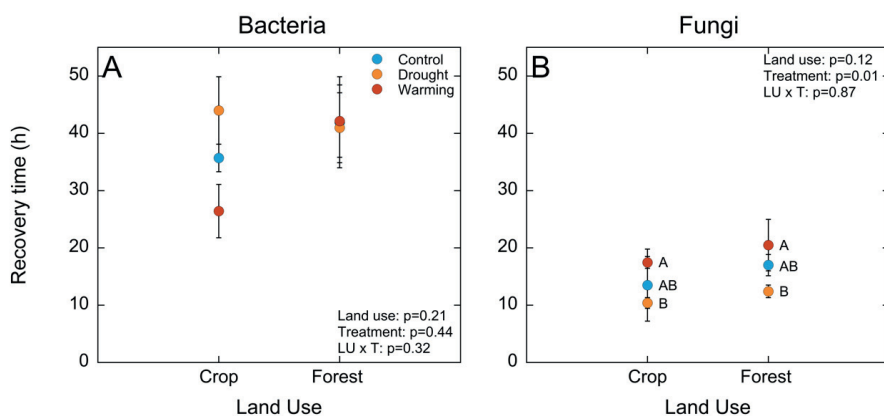 Bacteria
A
Control
Drought
Warming
50
40
30
20
10
0
Recovery time (h)
Land use: p=0.21
Treatment: p=0.44
LU x T: p=0.32
Crop
Forest
Land Use
Fungi
B
Land use: p=0.12
Treatment: p=0.01
LU x T: p=0.87
50
40
30
20
10
0
A
AB
B
A
AB
B
Crop
Forest
Land Use